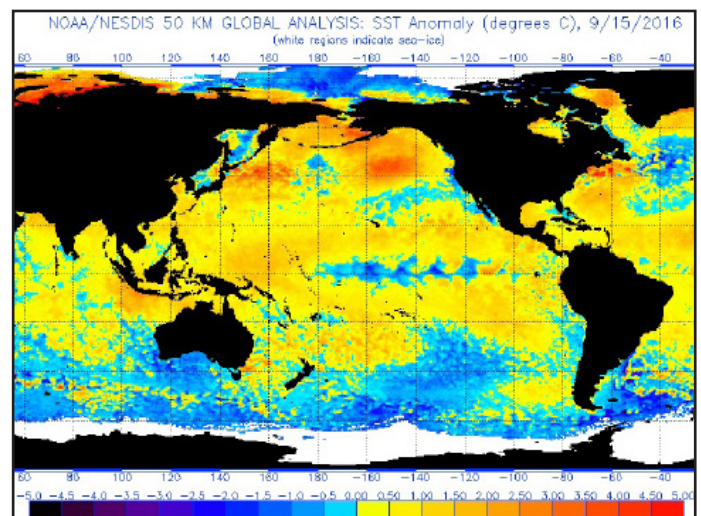 NOAA/NESDIS 50 KM GLOBAL ANALYSIS: SST Anomaly (degrees C), 9/15/2016
(white regions indicate sea-ice)
60 80 100 120 140 160 180 -160 -140 -120 -100 -80 -60 -40
60 80 100 120 140 160 180 -160 -140 -120 -100 -80 -60 -40
-5.0 -4.5 -4.0 -3.5 -3.0 -2.5 -2.0 -1.5 -1.0 -0.5 0.00 0.50 1.00 1.50 2.00 2.50 3.00 3.50 4.00 4.50 5.00